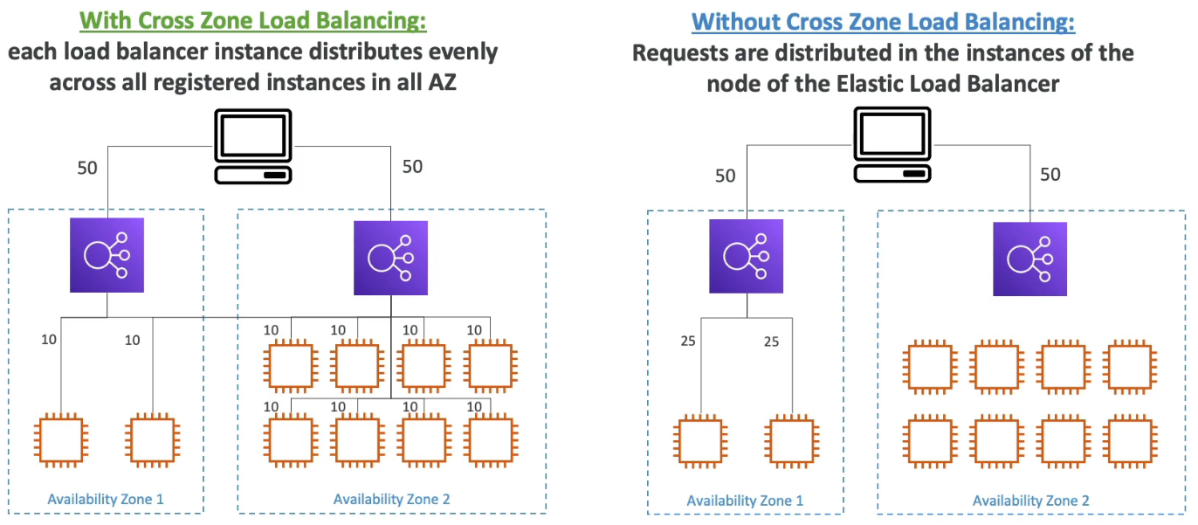 With Cross Zone Load Balancing:
each load balancer instance distributes evenly
across all registered instances in all AZ
50
50
10
10
10
10
10
10
10
10
10
10
Availability Zone 1
Availability Zone 2
Without Cross Zone Load Balancing:
Requests are distributed in the instances of the
node of the Elastic Load Balancer
50
50
25
25
Availability Zone 1
Availability Zone 2